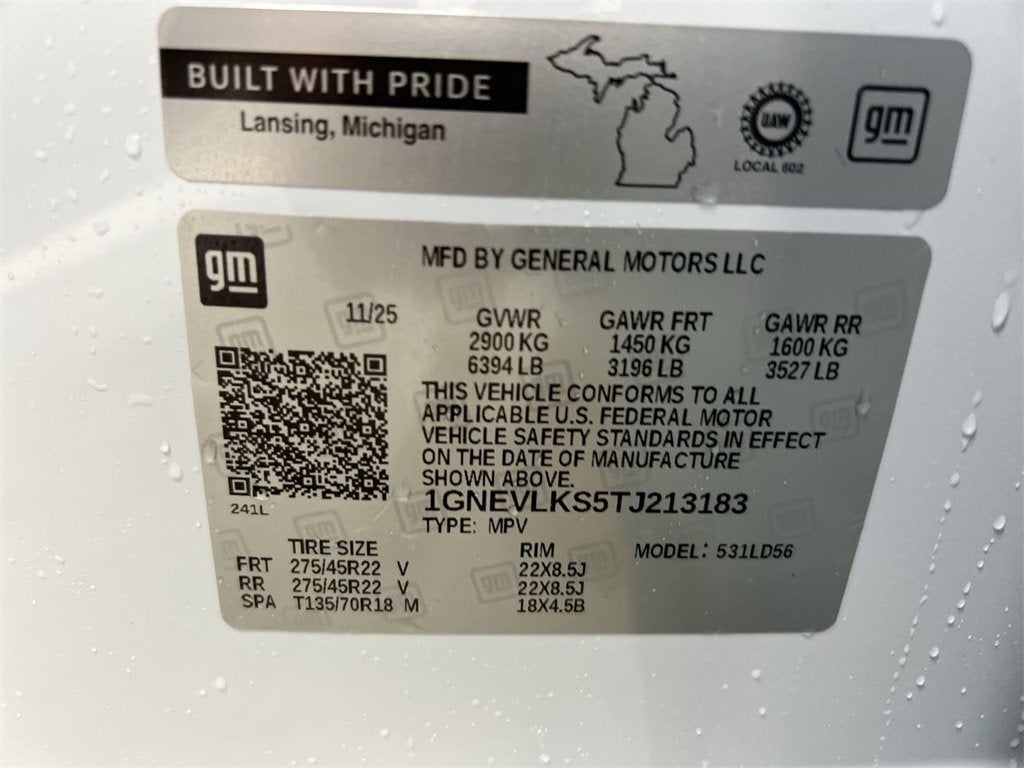 BUILT WITH PRIDE
Lansing, Michigan
UAW
LOCAL 602
gm
gm
MFD BY GENERAL MOTORS LLC
11/25
GVWR GAWR FRT GAWR RR
2900 KG 1450 KG 1600 KG
6394 LB 3196 LB 3527 LB
THIS VEHICLE CONFORMS TO ALL
APPLICABLE U.S. FEDERAL MOTOR
VEHICLE SAFETY STANDARDS IN EFFECT
ON THE DATE OF MANUFACTURE
SHOWN ABOVE.
241L
1GNEVLKS5TJ213183
TYPE: MPV
TIRE SIZE RIM MODEL: 531LD56
FRT 275/45R22 V 22X8.5J
RR 275/45R22 V 22X8.5J
SPA T135/70R18 M 18X4.5B